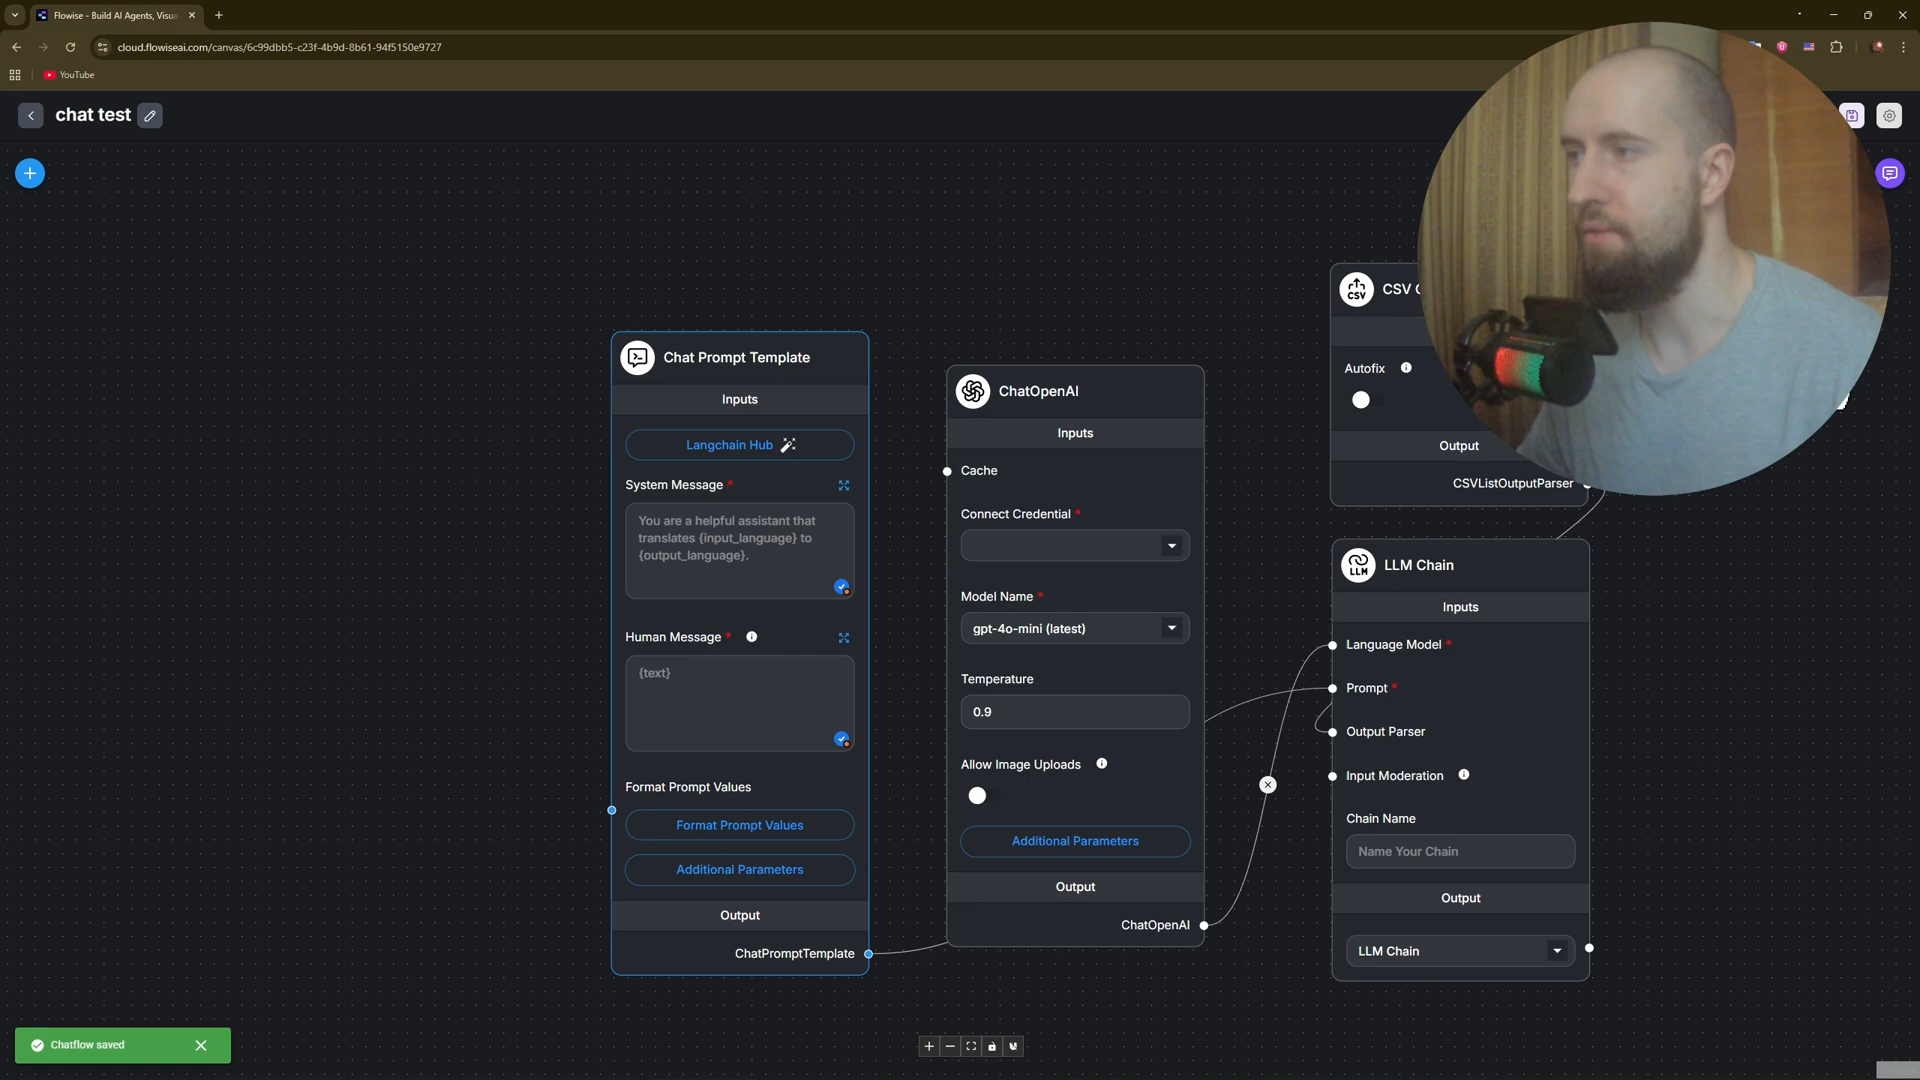 Flowise - Build AI Agents, Visua
cloud.flowiseai.com/canvas/6c99dbb5-c23f-4b9d-8b61-94f5150e9727
YouTube
chat test
Chat Prompt Template
Inputs
Langchain Hub
System Message *
You are a helpful assistant that
translates {input_language} to
{output_language}.
Human Message *
{text}
Format Prompt Values
Format Prompt Values
Additional Parameters
Output
ChatPromptTemplate
ChatOpenAI
Inputs
Cache
Connect Credential *
Model Name *
gpt-4o-mini (latest)
Temperature
0.9
Allow Image Uploads
Additional Parameters
Output
ChatOpenAI
CSV
CSV
Autofix
Output
CSVListOutputParser
LLM
LLM Chain
Inputs
Language Model *
Prompt *
Output Parser
Input Moderation
Chain Name
Name Your Chain
Output
LLM Chain
Chatflow saved